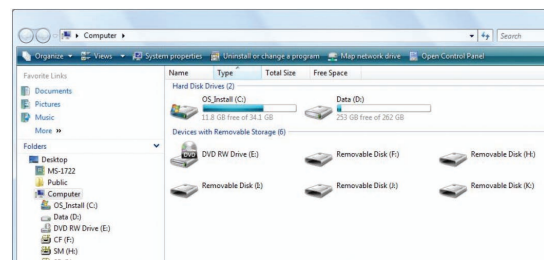 Computer
Search
Organize Views System properties Uninstall or change a program Map network drive Open Control Panel
Favorite Links
Documents
Pictures
Music
More »
Folders
Desktop
MS-1722
Public
Computer
OS_Install (C:)
Data (D:)
DVD RW Drive (E:)
CF (F:)
SM (H:)
Name Type Total Size Free Space
Hard Disk Drives (2)
OS_Install (C:) Data (D:)
11.8 GB free of 34.1 GB 253 GB free of 262 GB
Devices with Removable Storage (6)
DVD RW Drive (E:) Removable Disk (F:) Removable Disk (H:)
Removable Disk (I:) Removable Disk (J:) Removable Disk (K:)